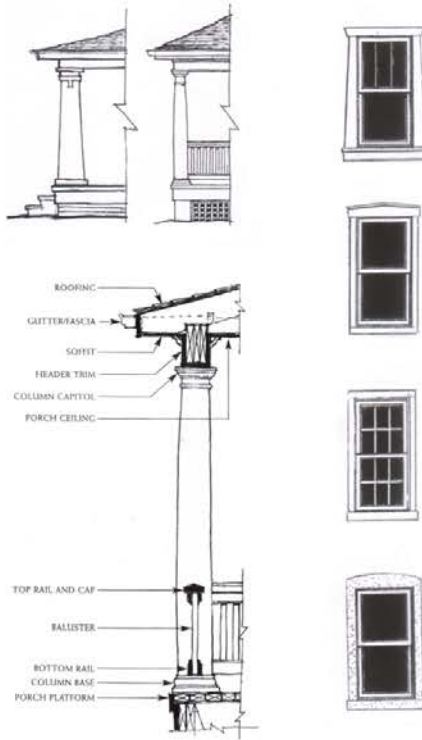 ROOFING
GUTTER/FASCIA
SOFFIT
HEADER TRIM
COLUMN CAPITOL
PORCH CEILING
TOP RAIL AND CAP
BALUSTER
BOTTOM RAIL
COLUMN BASE
PORCH PLATFORM